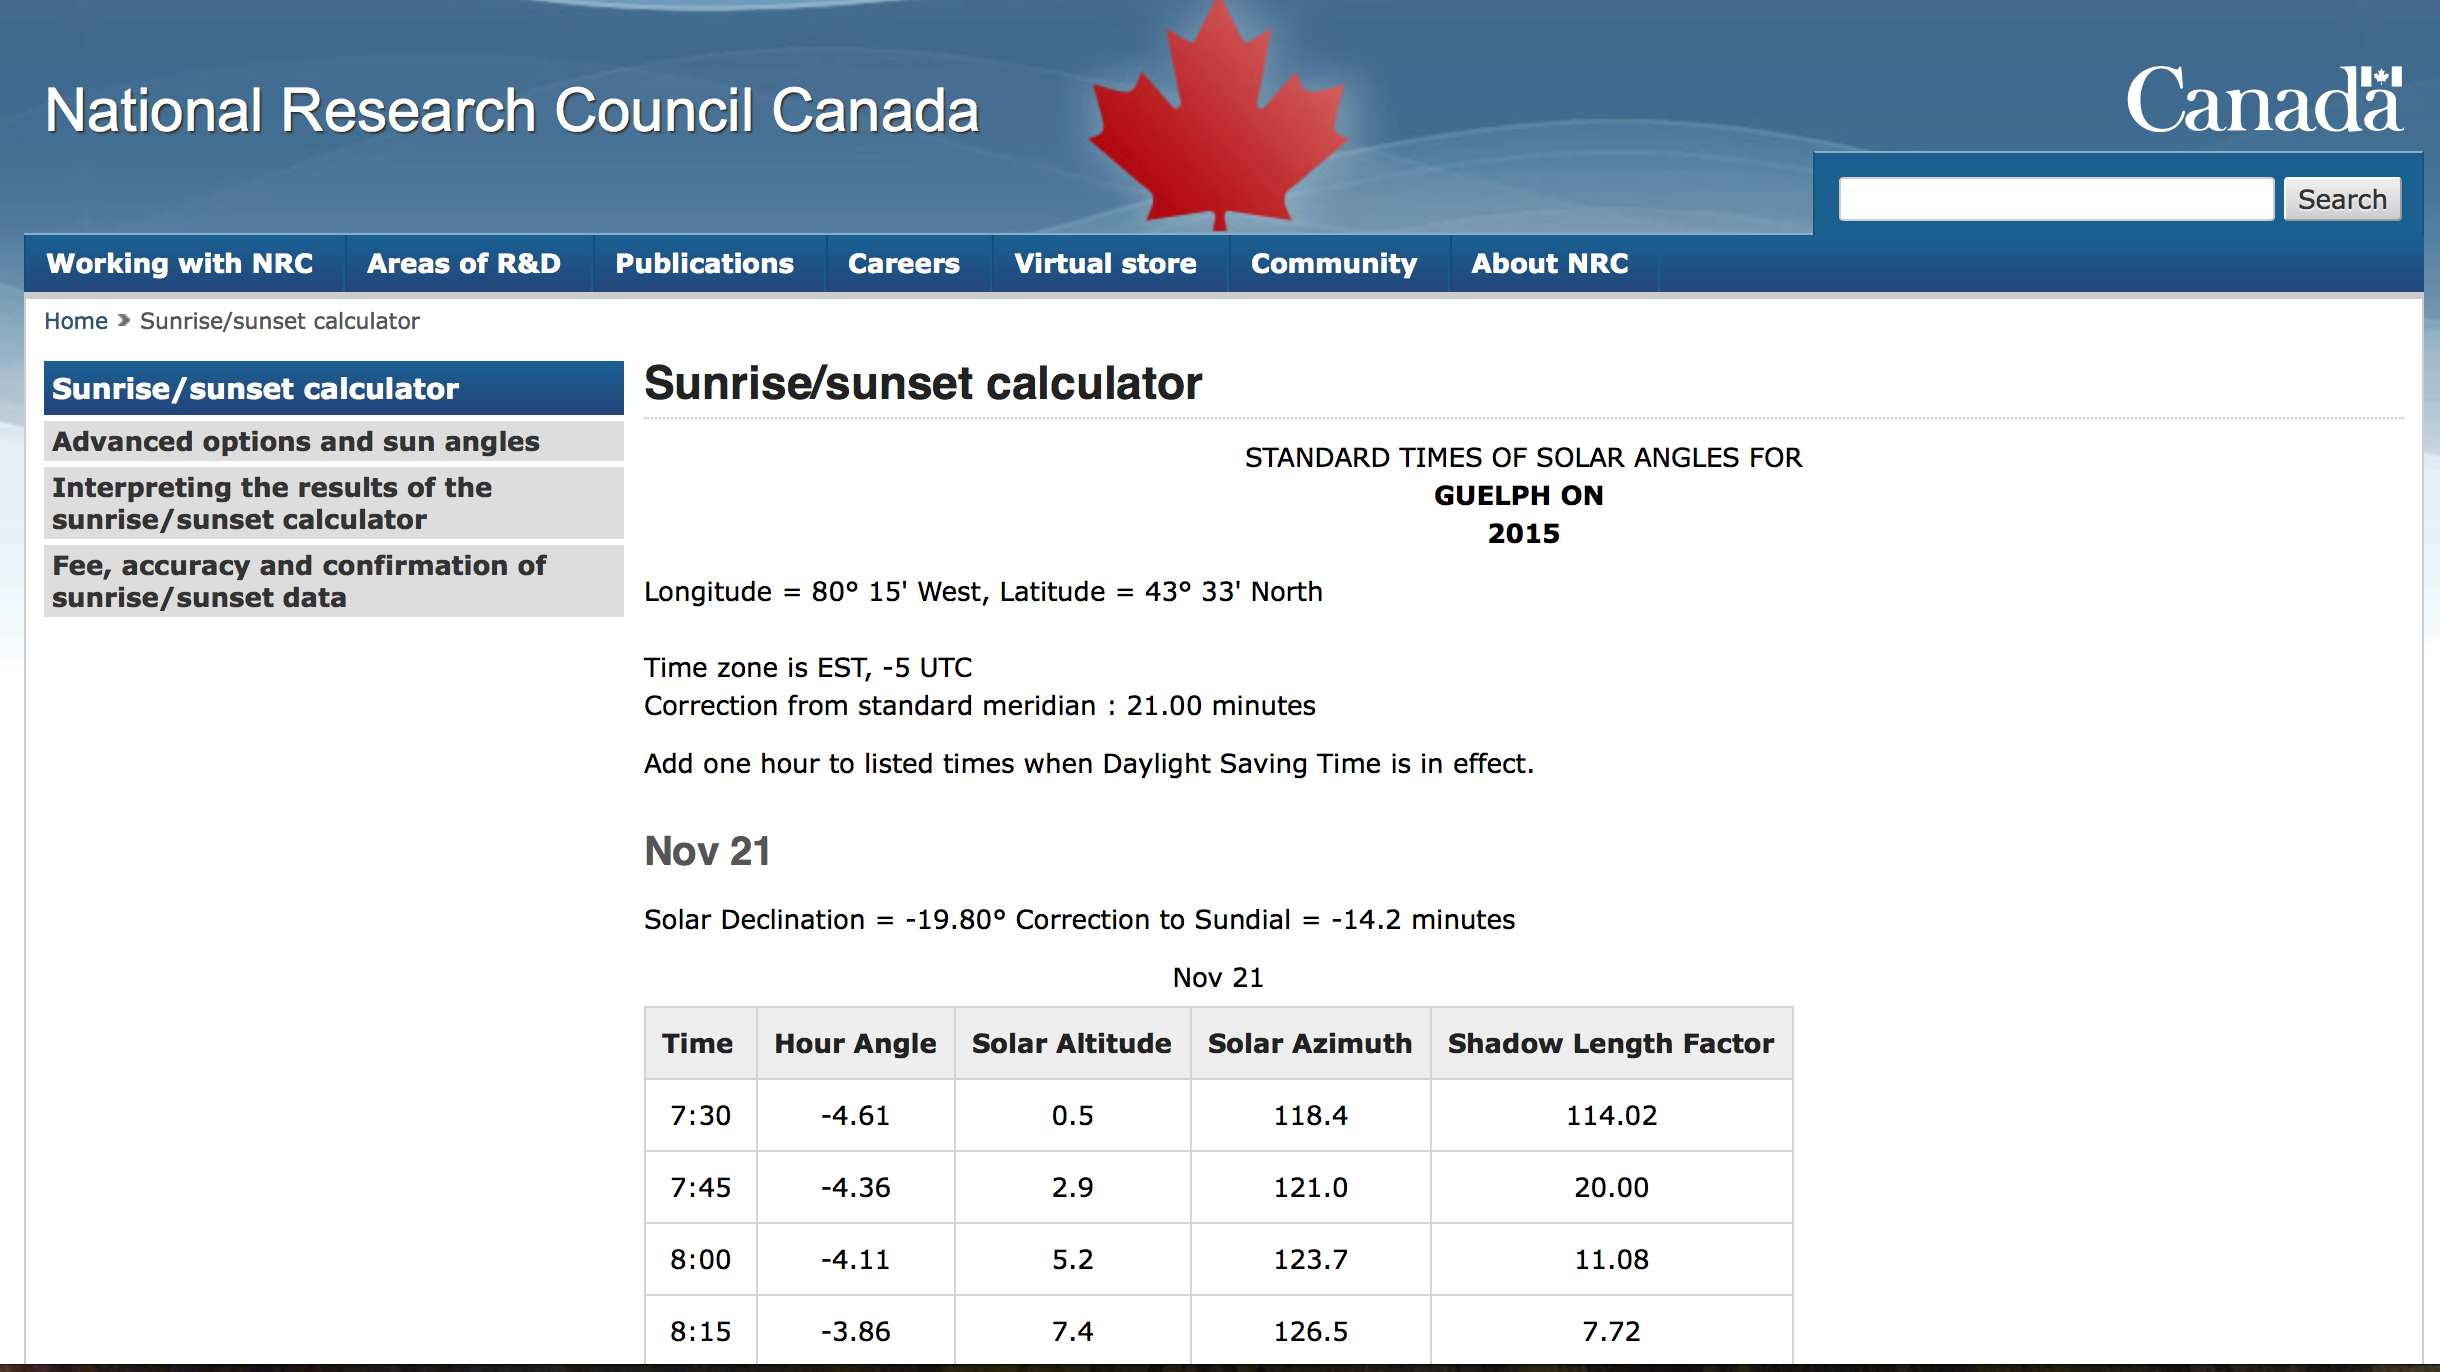 National Research Council Canada
Canada
Search
Working with NRC Areas of R&D Publications Careers Virtual store Community About NRC
Home Sunrise/sunset calculator
Sunrise/sunset calculator
Advanced options and sun angles
Interpreting the results of the
sunrise/sunset calculator
Fee, accuracy and confirmation of
sunrise/sunset data
Sunrise/sunset calculator
STANDARD TIMES OF SOLAR ANGLES FOR
GUELPH ON
2015
Longitude = 80° 15' West, Latitude = 43° 33' North
Time zone is EST, -5 UTC
Correction from standard meridian : 21.00 minutes
Add one hour to listed times when Daylight Saving Time is in effect.
Nov 21
Solar Declination = -19.80° Correction to Sundial = -14.2 minutes
Nov 21
Time Hour Angle Solar Altitude Solar Azimuth Shadow Length Factor
7:30 -4.61 0.5 118.4 114.02
7:45 -4.36 2.9 121.0 20.00
8:00 -4.11 5.2 123.7 11.08
8:15 -3.86 7.4 126.5 7.72